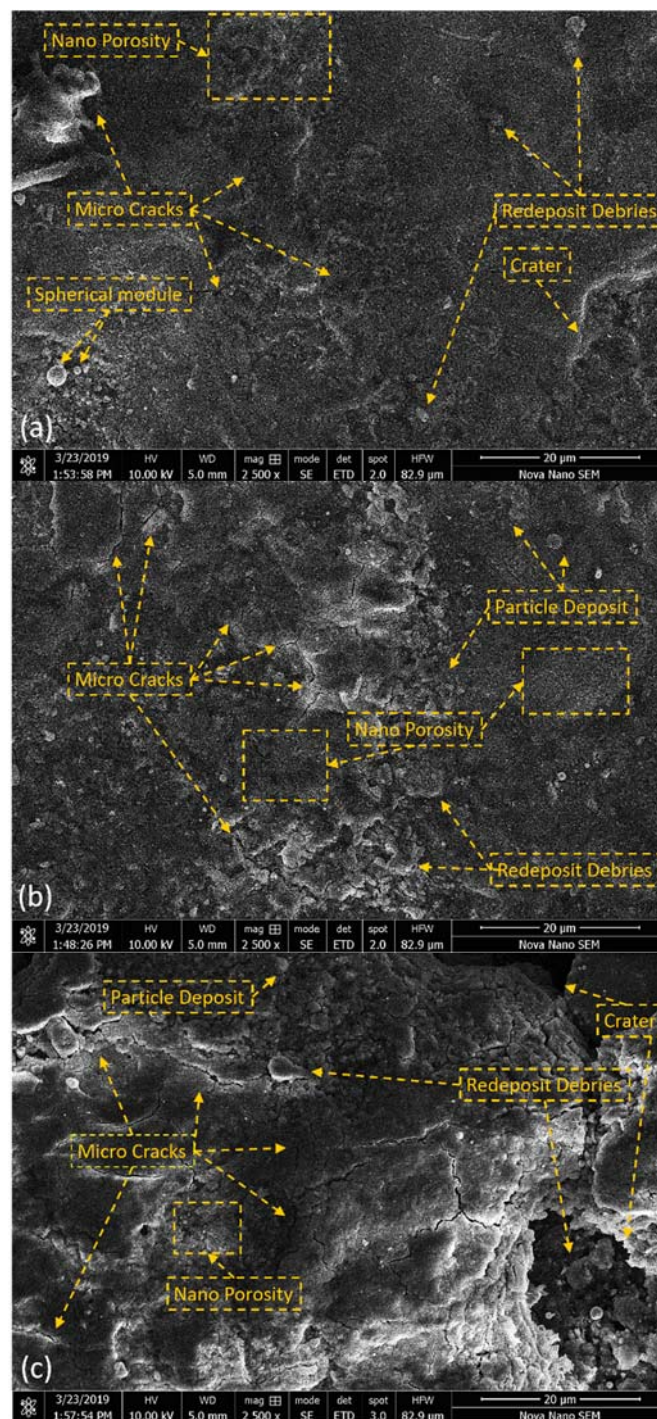 Nano Porosity
Micro Cracks
Redeposit Debries
Crater
Spherical module
(a)
3/23/2019 HV WD mag mode det spot HFW 20 µm
1:53:58 PM 10.00 kV 5.0 mm 2 500 x SE ETD 2.0 82.9 µm Nova Nano SEM
Particle Deposit
Micro Cracks
Nano Porosity
Redeposit Debries
(b)
3/23/2019 HV WD mag mode det spot HFW 20 µm
1:48:26 PM 10.00 kV 5.0 mm 2 500 x SE ETD 2.0 82.9 µm Nova Nano SEM
Particle Deposit
Crater
Redeposit Debries
Micro Cracks
Nano Porosity
(c)
3/23/2019 HV WD mag mode det spot HFW 20 µm
1:57:54 PM 10.00 kV 5.0 mm 2 500 x SE ETD 3.0 82.9 µm Nova Nano SEM